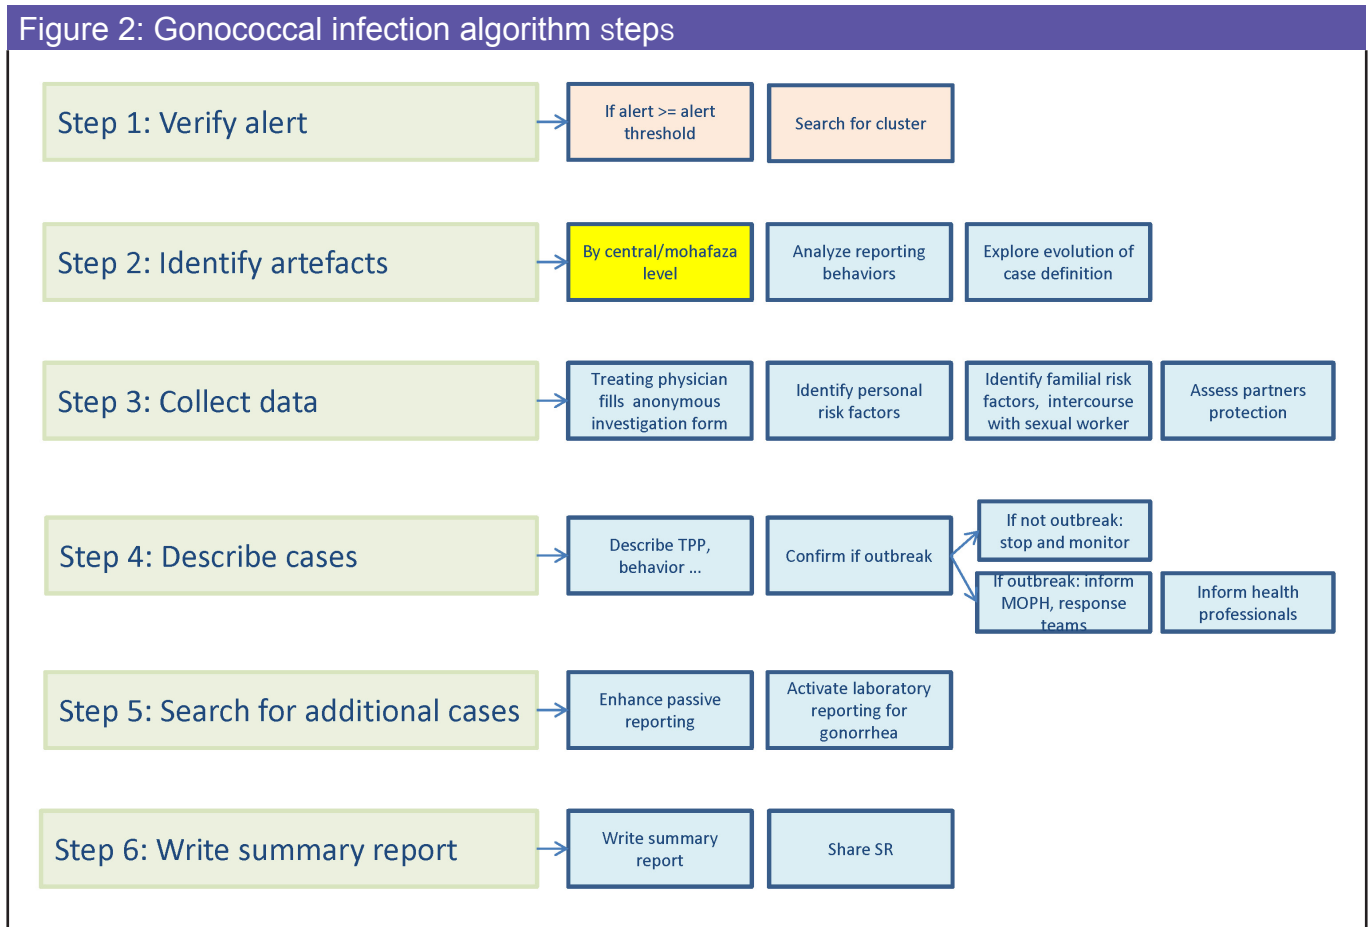 Figure 2: Gonococcal infection algorithm steps
Step 1: Verify alert
If alert >= alert
threshold
Search for cluster
Step 2: Identify artefacts
By central/mohafaza
level
Analyze reporting
behaviors
Explore evolution of
case definition
Step 3: Collect data
Treating physician
fills anonymous
investigation form
Identify personal
risk factors
Identify familial risk
factors, intercourse
with sexual worker
Assess partners
protection
Step 4: Describe cases
Describe TPP,
behavior ...
Confirm if outbreak
If not outbreak:
stop and monitor
If outbreak: inform
MOPH, response
teams
Inform health
professionals
Step 5: Search for additional cases
Enhance passive
reporting
Activate laboratory
reporting for
gonorrhea
Step 6: Write summary report
Write summary
report
Share SR